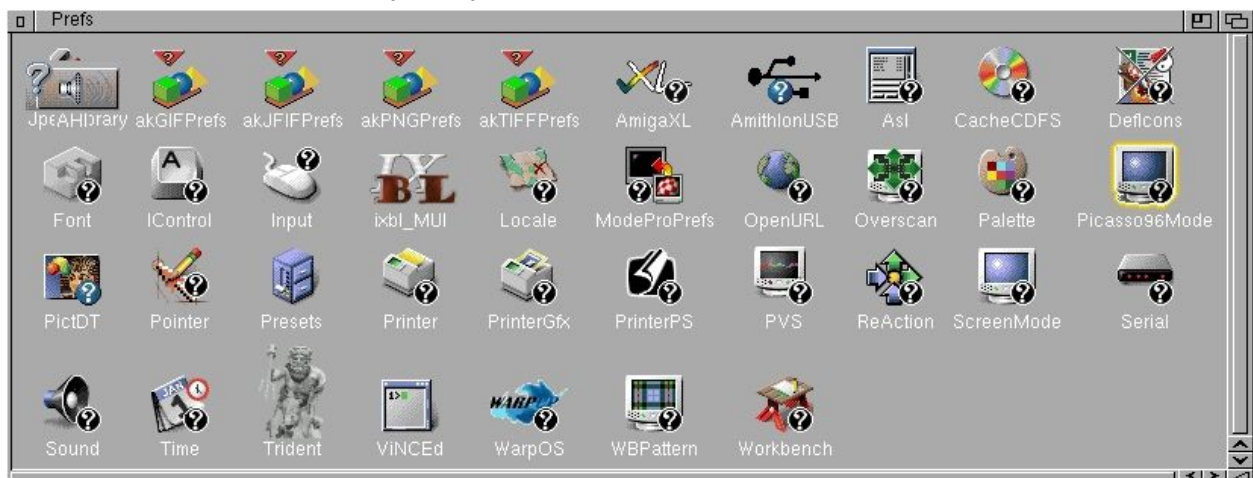 Prefs
JpeAHIbrary akGIFPrefs akJFIFPrefs akPNGPrefs akTIFFPrefs AmigaXL AmithlonUSB Asl CacheCDFS DefIcons
Font IControl Input ixbl_MUI Locale ModeProPrefs OpenURL Overscan Palette Picasso96Mode
PictDT Pointer Presets Printer PrinterGfx PrinterPS PVS ReAction ScreenMode Serial
Sound Time Trident ViNCEd WarpOS WBPattern Workbench